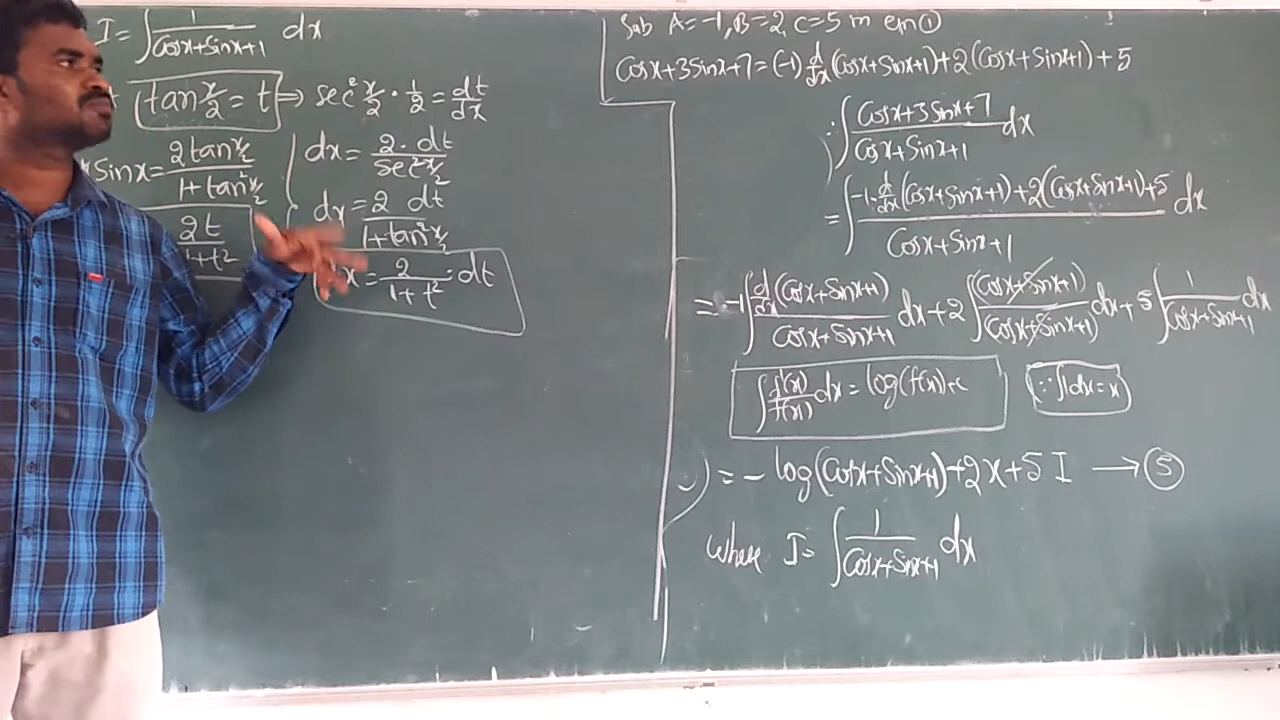 I = ∫ 1/(Cosx+Sinx+1) dx
tan x/2 = t ⇒ sec² x/2 · 1/2 = dt/dx
Sinx = 2tan x/2 / (1+tan² x/2)
2t / (1+t²)
dx = 2·dt / sec² x/2
dx = 2 dt / (1+tan² x/2)
x = 2/(1+t²) · dt
Sub A=-1, B=2, C=5 in eqn ①
Cosx+3Sinx+7 = (-1) d/dx (Cosx+Sinx+1)+2(Cosx+Sinx+1)+5
∵ ∫ (Cosx+3Sinx+7)/(Cosx+Sinx+1) dx
= ∫ (-1·d/dx (Cosx+Sinx+1)+2(Cosx+Sinx+1)+5)/(Cosx+Sinx+1) dx
= -1 ∫ (d/dx (Cosx+Sinx+1))/(Cosx+Sinx+1) dx + 2 ∫ (Cosx+Sinx+1)/(Cosx+Sinx+1) dx + 5 ∫ 1/(Cosx+Sinx+1) dx
∫ f'(x)/f(x) dx = log(f(x))+c
∵ ∫1dx = x
= - log(Cosx+Sinx+1)+2x+5 I → ⑤
Where I = ∫ 1/(Cosx+Sinx+1) dx